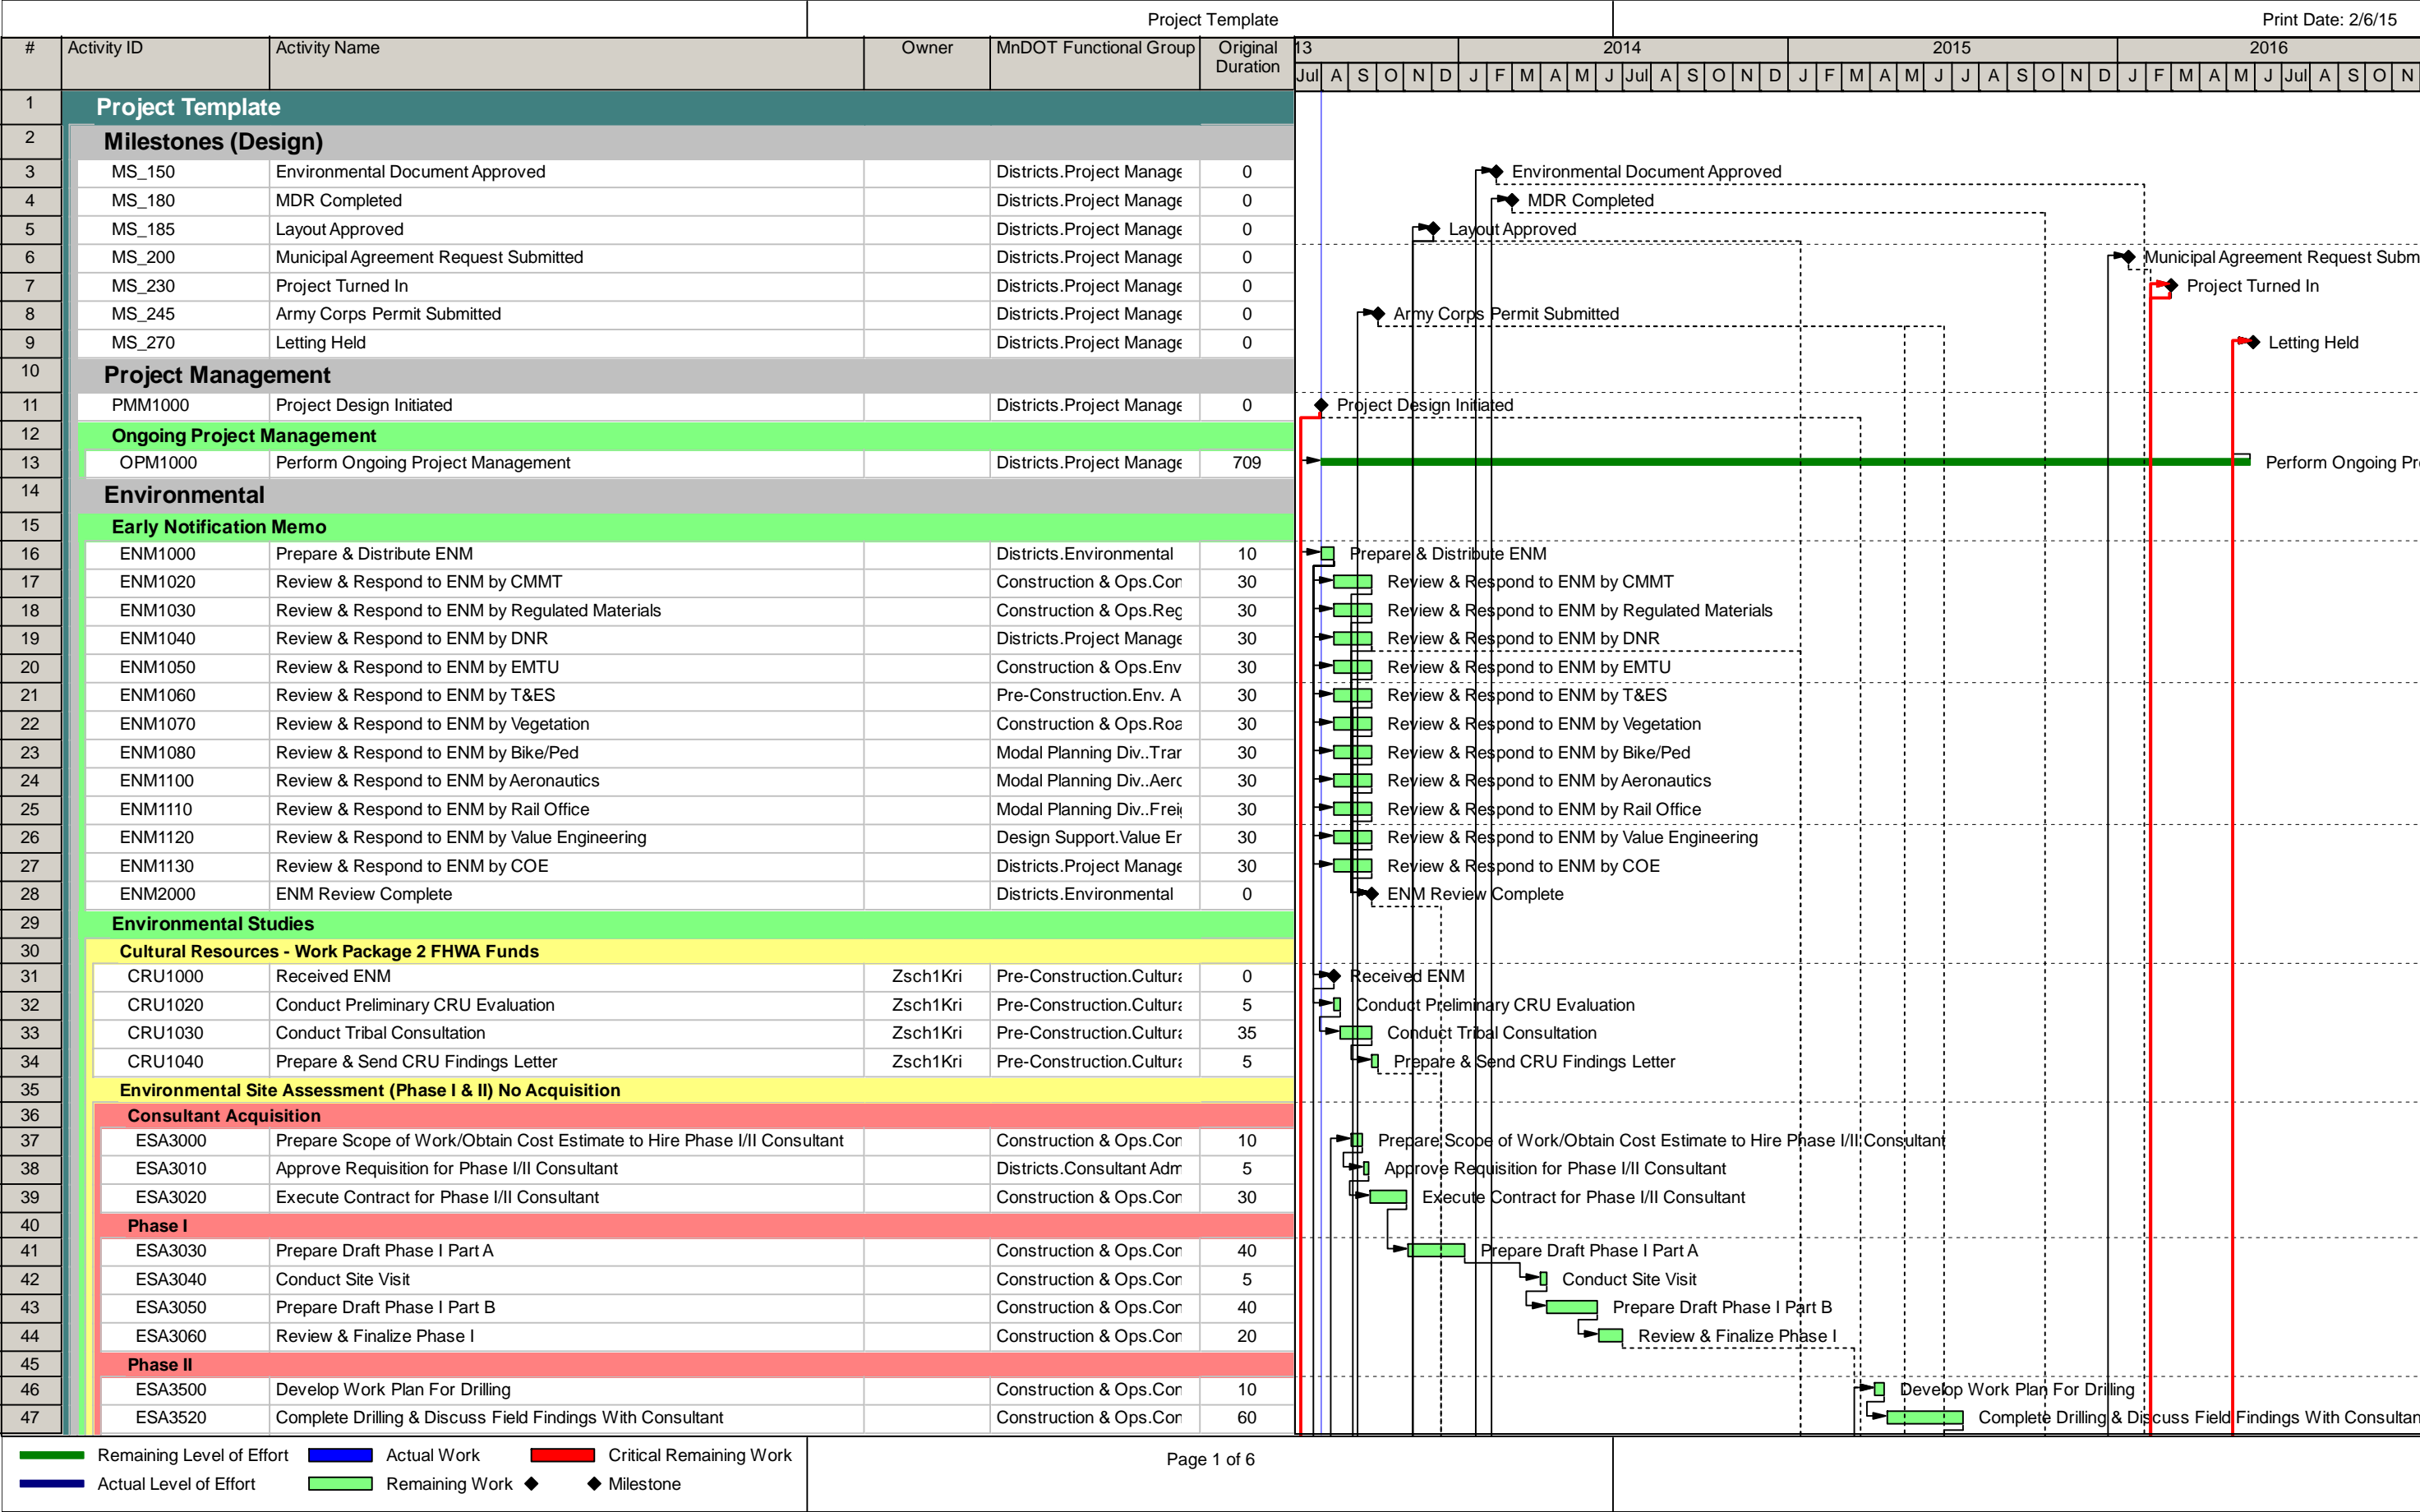 Project Template
Print Date: 2/6/15
# Activity ID Activity Name Owner MnDOT Functional Group Original Duration 13 2014 2015 2016
Jul A S O N D J F M A M J Jul A S O N D J F M A M J J A S O N D J F M A M J Jul A S O N
1 Project Template
2 Milestones (Design)
3 MS_150 Environmental Document Approved Districts.Project Manage 0 Environmental Document Approved
4 MS_180 MDR Completed Districts.Project Manage 0 MDR Completed
5 MS_185 Layout Approved Districts.Project Manage 0 Layout Approved
6 MS_200 Municipal Agreement Request Submitted Districts.Project Manage 0 Municipal Agreement Request Subm
7 MS_230 Project Turned In Districts.Project Manage 0 Project Turned In
8 MS_245 Army Corps Permit Submitted Districts.Project Manage 0 Army Corps Permit Submitted
9 MS_270 Letting Held Districts.Project Manage 0 Letting Held
10 Project Management
11 PMM1000 Project Design Initiated Districts.Project Manage 0 Project Design Initiated
12 Ongoing Project Management
13 OPM1000 Perform Ongoing Project Management Districts.Project Manage 709 Perform Ongoing Pr
14 Environmental
15 Early Notification Memo
16 ENM1000 Prepare & Distribute ENM Districts.Environmental 10 Prepare & Distribute ENM
17 ENM1020 Review & Respond to ENM by CMMT Construction & Ops.Con 30 Review & Respond to ENM by CMMT
18 ENM1030 Review & Respond to ENM by Regulated Materials Construction & Ops.Reg 30 Review & Respond to ENM by Regulated Materials
19 ENM1040 Review & Respond to ENM by DNR Districts.Project Manage 30 Review & Respond to ENM by DNR
20 ENM1050 Review & Respond to ENM by EMTU Construction & Ops.Env 30 Review & Respond to ENM by EMTU
21 ENM1060 Review & Respond to ENM by T&ES Pre-Construction.Env. A 30 Review & Respond to ENM by T&ES
22 ENM1070 Review & Respond to ENM by Vegetation Construction & Ops.Roa 30 Review & Respond to ENM by Vegetation
23 ENM1080 Review & Respond to ENM by Bike/Ped Modal Planning Div..Tran 30 Review & Respond to ENM by Bike/Ped
24 ENM1100 Review & Respond to ENM by Aeronautics Modal Planning Div..Aero 30 Review & Respond to ENM by Aeronautics
25 ENM1110 Review & Respond to ENM by Rail Office Modal Planning Div..Freig 30 Review & Respond to ENM by Rail Office
26 ENM1120 Review & Respond to ENM by Value Engineering Design Support.Value En 30 Review & Respond to ENM by Value Engineering
27 ENM1130 Review & Respond to ENM by COE Districts.Project Manage 30 Review & Respond to ENM by COE
28 ENM2000 ENM Review Complete Districts.Environmental 0 ENM Review Complete
29 Environmental Studies
30 Cultural Resources - Work Package 2 FHWA Funds
31 CRU1000 Received ENM Zsch1Kri Pre-Construction.Cultura 0 Received ENM
32 CRU1020 Conduct Preliminary CRU Evaluation Zsch1Kri Pre-Construction.Cultura 5 Conduct Preliminary CRU Evaluation
33 CRU1030 Conduct Tribal Consultation Zsch1Kri Pre-Construction.Cultura 35 Conduct Tribal Consultation
34 CRU1040 Prepare & Send CRU Findings Letter Zsch1Kri Pre-Construction.Cultura 5 Prepare & Send CRU Findings Letter
35 Environmental Site Assessment (Phase I & II) No Acquisition
36 Consultant Acquisition
37 ESA3000 Prepare Scope of Work/Obtain Cost Estimate to Hire Phase I/II Consultant Construction & Ops.Con 10 Prepare Scope of Work/Obtain Cost Estimate to Hire Phase I/II Consultant
38 ESA3010 Approve Requisition for Phase I/II Consultant Districts.Consultant Adm 5 Approve Requisition for Phase I/II Consultant
39 ESA3020 Execute Contract for Phase I/II Consultant Construction & Ops.Con 30 Execute Contract for Phase I/II Consultant
40 Phase I
41 ESA3030 Prepare Draft Phase I Part A Construction & Ops.Con 40 Prepare Draft Phase I Part A
42 ESA3040 Conduct Site Visit Construction & Ops.Con 5 Conduct Site Visit
43 ESA3050 Prepare Draft Phase I Part B Construction & Ops.Con 40 Prepare Draft Phase I Part B
44 ESA3060 Review & Finalize Phase I Construction & Ops.Con 20 Review & Finalize Phase I
45 Phase II
46 ESA3500 Develop Work Plan For Drilling Construction & Ops.Con 10 Develop Work Plan For Drilling
47 ESA3520 Complete Drilling & Discuss Field Findings With Consultant Construction & Ops.Con 60 Complete Drilling & Discuss Field Findings With Consultan
Remaining Level of Effort Actual Work Critical Remaining Work
Actual Level of Effort Remaining Work Milestone
Page 1 of 6